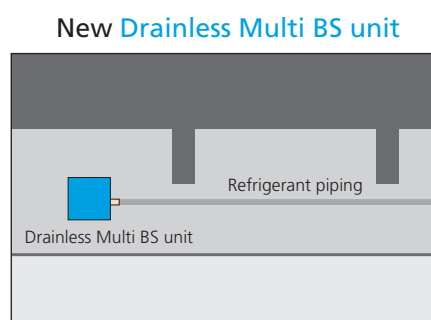 New Drainless Multi BS unit
Refrigerant piping
Drainless Multi BS unit